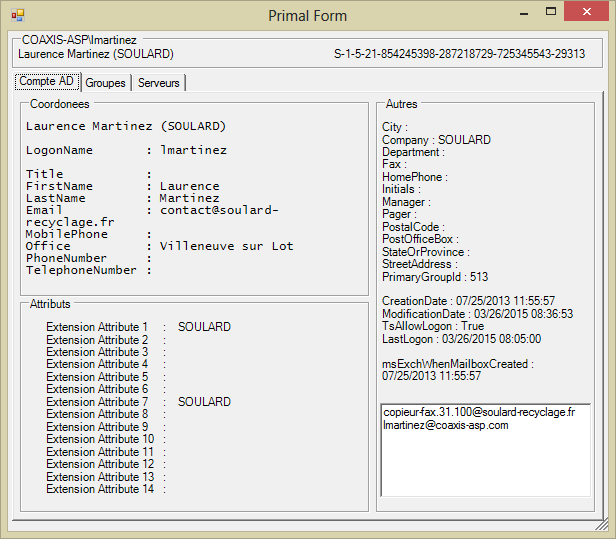 Primal Form
COAXIS-ASP\lmartinez
Laurence Martinez (SOULARD) S-1-5-21-854245398-287218729-725345543-29313
Compte AD Groupes Serveurs
Coordonees
Laurence Martinez (SOULARD)
LogonName : lmartinez
Title :
FirstName : Laurence
LastName : Martinez
Email : contact@soulard-
recyclage.fr
MobilePhone :
Office : Villeneuve sur Lot
PhoneNumber :
TelephoneNumber :
Attributs
Extension Attribute 1 : SOULARD
Extension Attribute 2 :
Extension Attribute 3 :
Extension Attribute 4 :
Extension Attribute 5 :
Extension Attribute 6 :
Extension Attribute 7 : SOULARD
Extension Attribute 8 :
Extension Attribute 9 :
Extension Attribute 10 :
Extension Attribute 11 :
Extension Attribute 12 :
Extension Attribute 13 :
Extension Attribute 14 :
Autres
City :
Company : SOULARD
Department :
Fax :
HomePhone :
Initials :
Manager :
Pager :
PostalCode :
PostOfficeBox :
StateOrProvince :
StreetAddress :
PrimaryGroupId : 513
CreationDate : 07/25/2013 11:55:57
ModificationDate : 03/26/2015 08:36:53
TsAllowLogon : True
LastLogon : 03/26/2015 08:05:00
msExchWhenMailboxCreated :
07/25/2013 11:55:57
copieur-fax.31.100@soulard-recyclage.fr
lmartinez@coaxis-asp.com